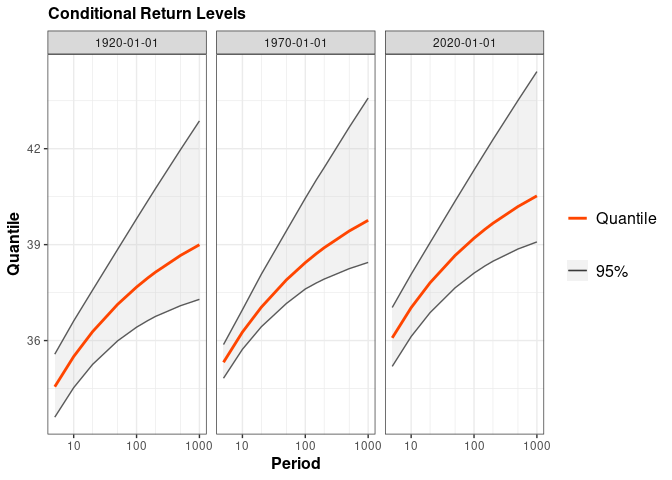 Conditional Return Levels
1920-01-01 1970-01-01 2020-01-01
42
39
36
Quantile
10 100 1000 10 100 1000 10 100 1000
Period
Quantile
95%